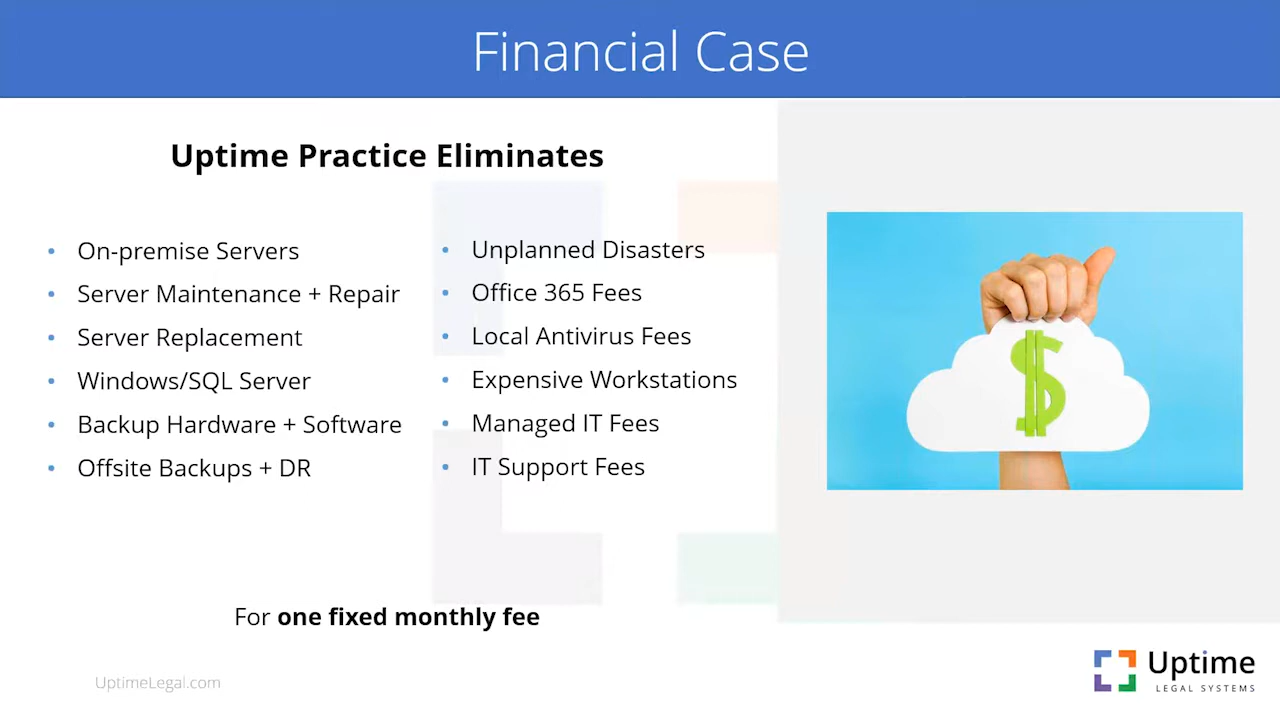 Financial Case
Uptime Practice Eliminates
On-premise Servers
Server Maintenance + Repair
Server Replacement
Windows/SQL Server
Backup Hardware + Software
Offsite Backups + DR
Unplanned Disasters
Office 365 Fees
Local Antivirus Fees
Expensive Workstations
Managed IT Fees
IT Support Fees
$
For one fixed monthly fee
UptimeLegal.com
Uptime
LEGAL SYSTEMS